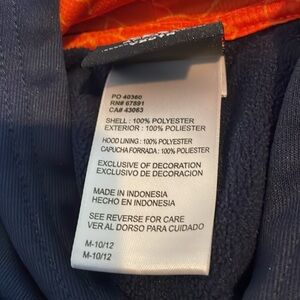 PO 40360
RN# 67891
CA# 43063
SHELL : 100% POLYESTER
EXTERIOR : 100% POLIESTER
HOOD LINING : 100% POLYESTER
CAPUCHA FORRADA : 100% POLIESTER
EXCLUSIVE OF DECORATION
EXCLUSIVO DE DECORACION
MADE IN INDONESIA
HECHO EN INDONESIA
SEE REVERSE FOR CARE
VER AL DORSO PARA CUIDADO
M-10/12
M-10/12